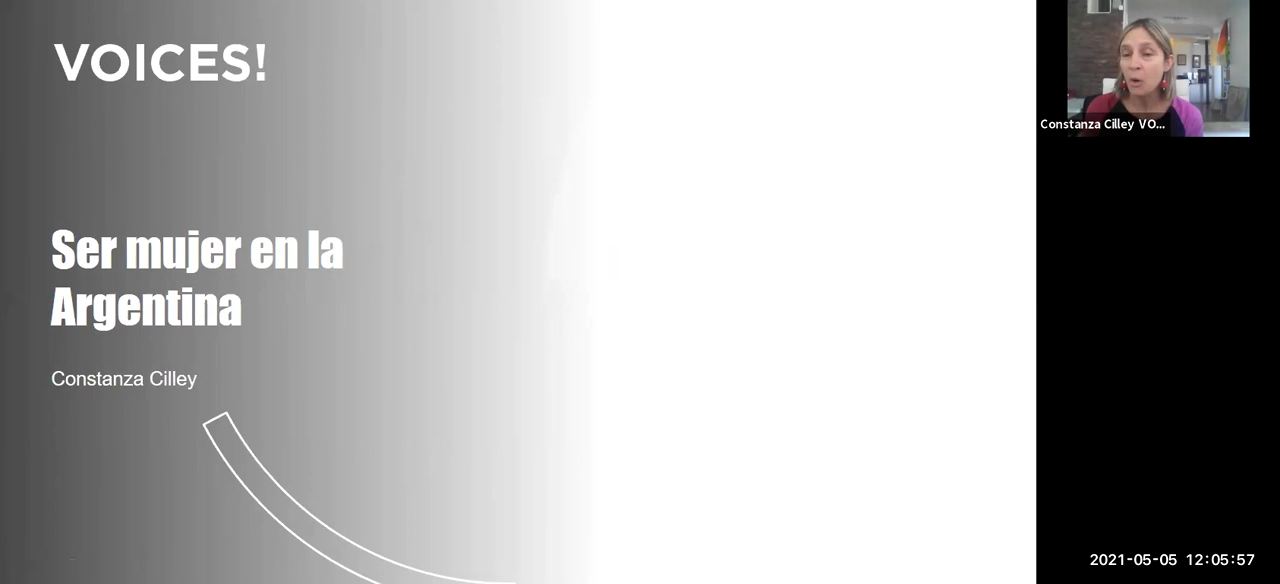 VOICES!
Ser mujer en la
Argentina
Constanza Cilley
Constanza Cilley VO...
2021-05-05 12:05:57